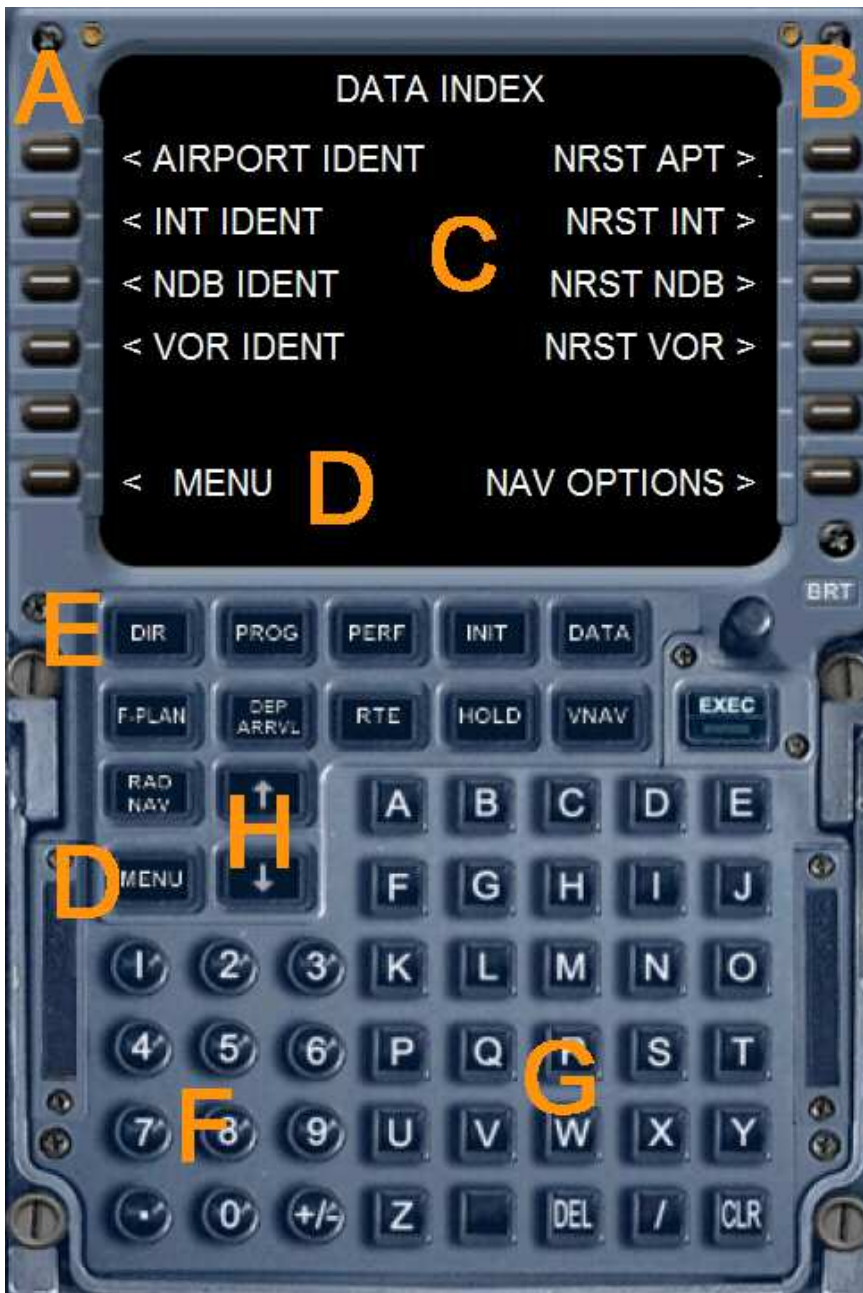 A B
DATA INDEX
< AIRPORT IDENT NRST APT >
< INT IDENT NRST INT >
C
< NDB IDENT NRST NDB >
< VOR IDENT NRST VOR >
< MENU D NAV OPTIONS >
BRT
E DIR PROG PERF INIT DATA
F-PLAN DEP ARRVL RTE HOLD VNAV EXEC
RAD NAV ↑ A B C D E
H
D MENU ↓ F G H I J
1 2 3 K L M N O
4 5 6 P Q R S T
G
F
7 8 9 U V W X Y
. 0 +/- Z DEL / CLR